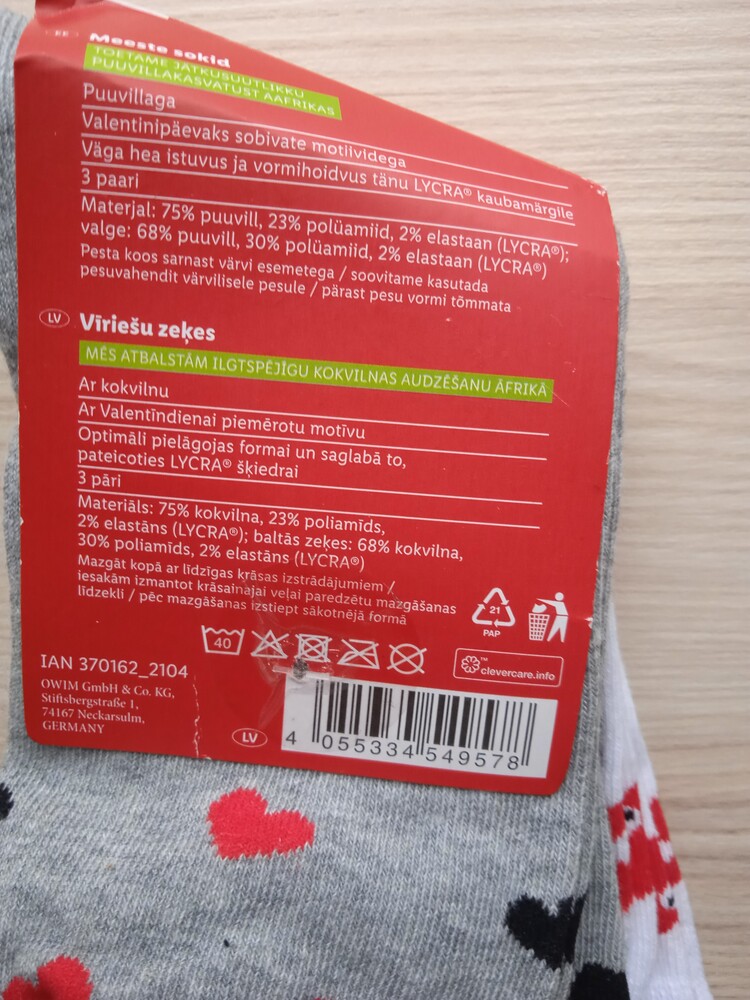 EE
Meeste sokid
TOETAME JÄTKUSUUTLIKKU
PUUVILLAKASVATUST AAFRIKAS
Puuvillaga
Valentinipäevaks sobivate motiividega
Väga hea istuvus ja vormihoidvus tänu LYCRA® kaubamärgile
3 paari
Materjal: 75% puuvill, 23% polüamiid, 2% elastaan (LYCRA®);
valge: 68% puuvill, 30% polüamiid, 2% elastaan (LYCRA®)
Pesta koos sarnast värvi esemetega / soovitame kasutada
pesuvahendit värvilisele pesule / pärast pesu vormi tõmmata
LV
Vīriešu zeķes
MĒS ATBALSTĀM ILGTSPĒJĪGU KOKVILNAS AUDZĒŠANU ĀFRIKĀ
Ar kokvilnu
Ar Valentīndienai piemērotu motīvu
Optimāli pielāgojas formai un saglabā to,
pateicoties LYCRA® šķiedrai
3 pāri
Materiāls: 75% kokvilna, 23% poliamīds,
2% elastāns (LYCRA®); baltās zeķes: 68% kokvilna,
30% poliamīds, 2% elastāns (LYCRA®)
Mazgāt kopā ar līdzīgas krāsas izstrādājumiem /
iesakām izmantot krāsainajai veļai paredzētu mazgāšanas
līdzekli / pēc mazgāšanas izstiept sākotnējā formā
21
PAP
40
IAN 370162_2104
clevercare.info
™
OWIM GmbH & Co. KG,
Stiftsbergstraße 1,
74167 Neckarsulm,
GERMANY
LV
4 055334 549578